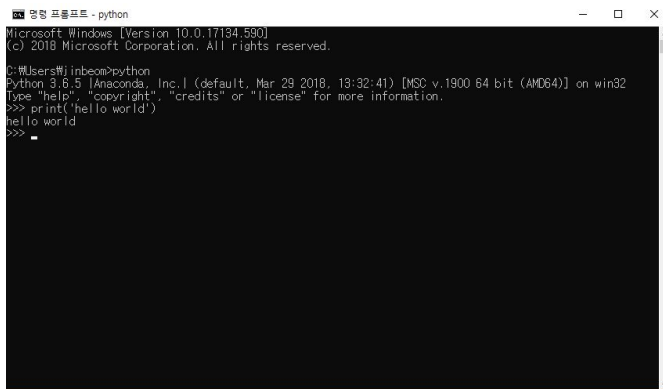 명령 프롬프트 - python
Microsoft Windows [Version 10.0.17134.590]
(c) 2018 Microsoft Corporation. All rights reserved.
C:₩Users₩jinbeom>python
Python 3.6.5 |Anaconda, Inc.| (default, Mar 29 2018, 13:32:41) [MSC v.1900 64 bit (AMD64)] on win32
Type "help", "copyright", "credits" or "license" for more information.
>>> print('hello world')
hello world
>>> _